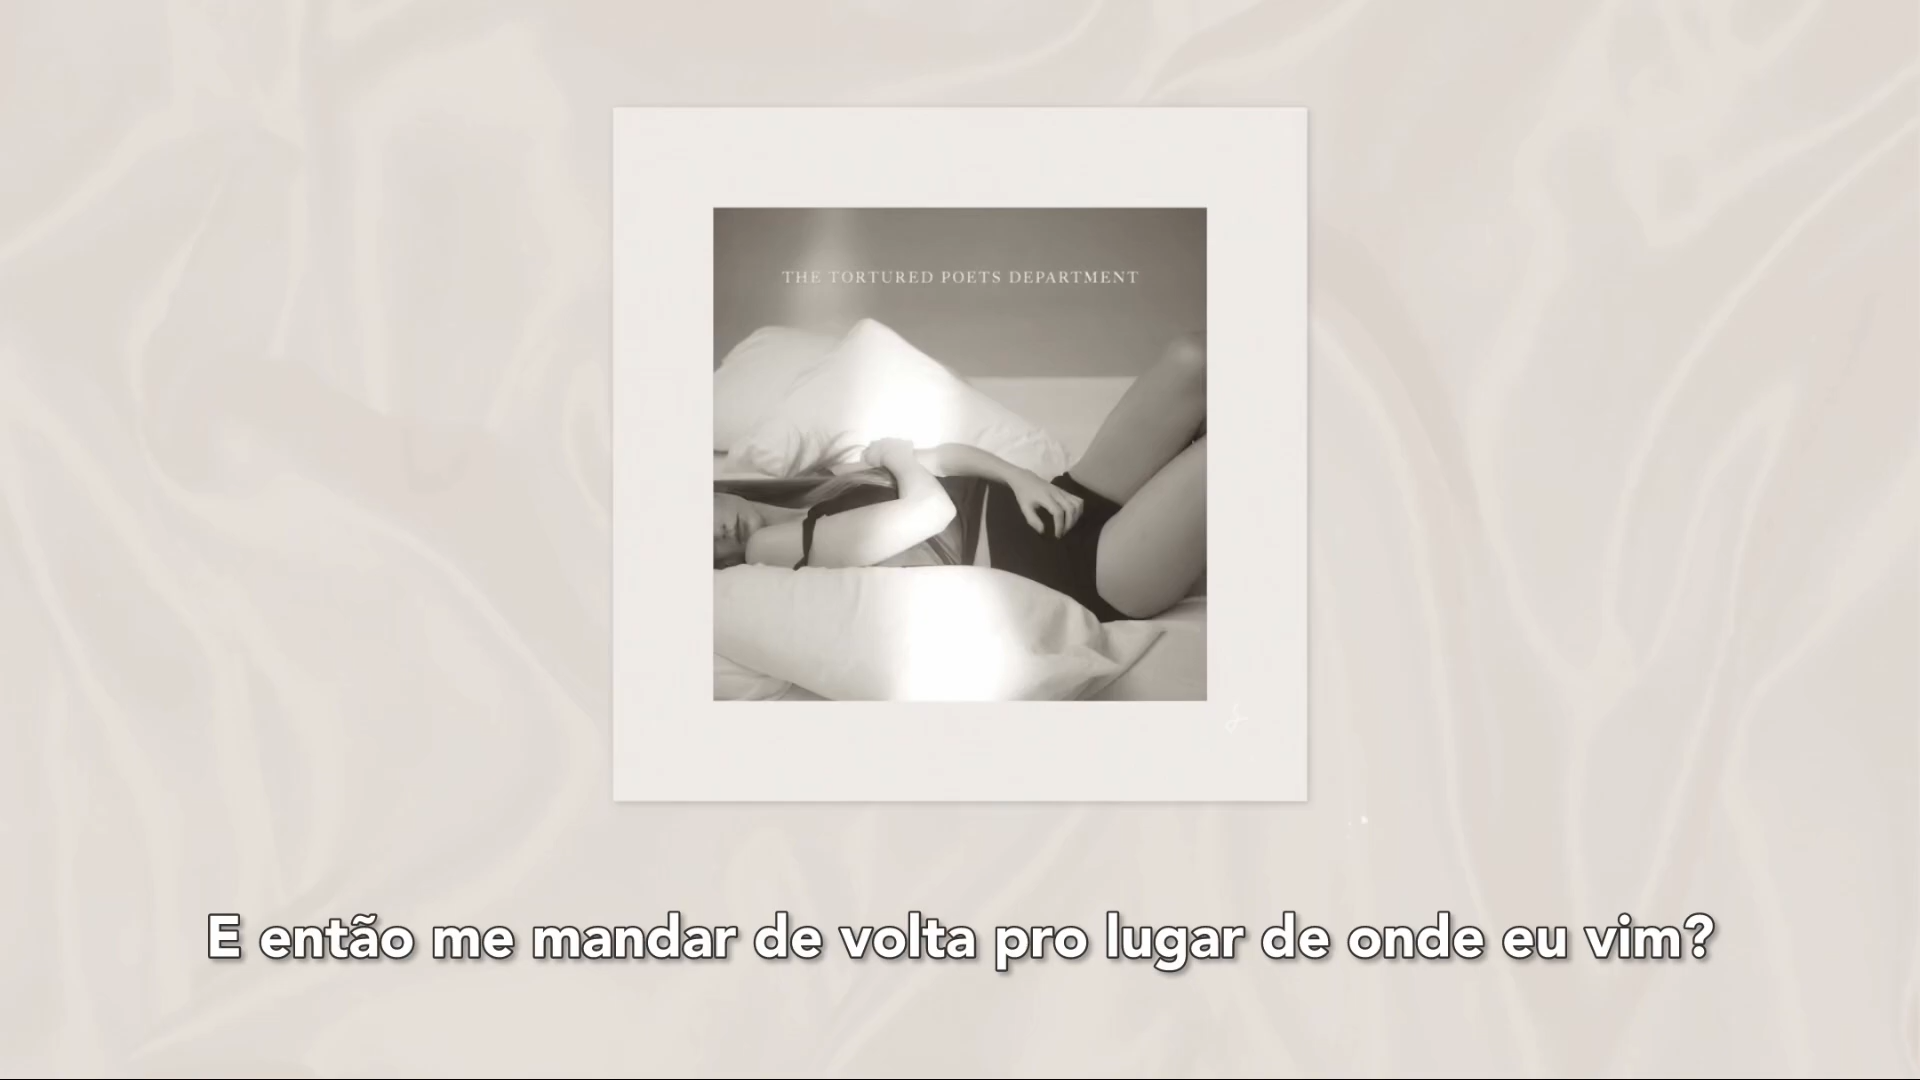 THE TORTURED POETS DEPARTMENT
E então me mandar de volta pro lugar de onde eu vim?